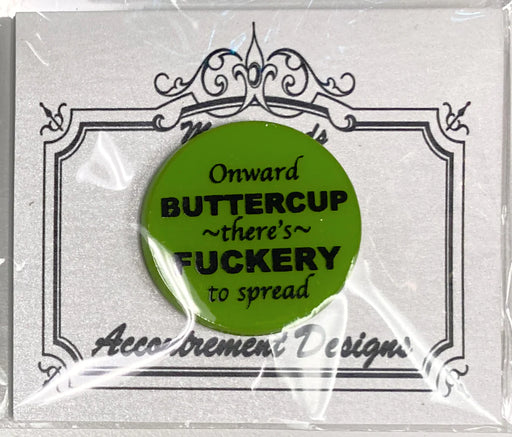 Onward
BUTTERCUP
~there's~
FUCKERY
to spread
Accoutrement Designs